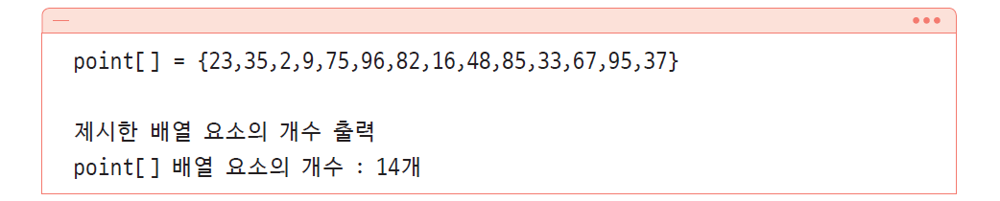 point[] = {23,35,2,9,75,96,82,16,48,85,33,67,95,37}
제시한 배열 요소의 개수 출력
point[] 배열 요소의 개수 : 14개